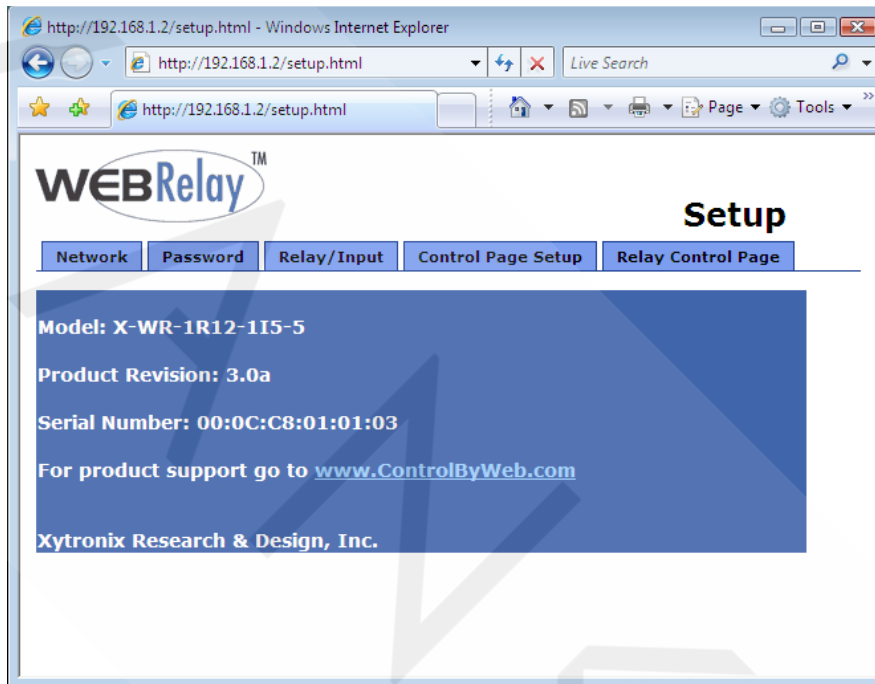 http://192.168.1.2/setup.html - Windows Internet Explorer
http://192.168.1.2/setup.html
Live Search
http://192.168.1.2/setup.html
Page
Tools
»
WEBRelay™
Setup
Network
Password
Relay/Input
Control Page Setup
Relay Control Page
Model: X-WR-1R12-1I5-5
Product Revision: 3.0a
Serial Number: 00:0C:C8:01:01:03
For product support go to www.ControlByWeb.com
Xytronix Research & Design, Inc.